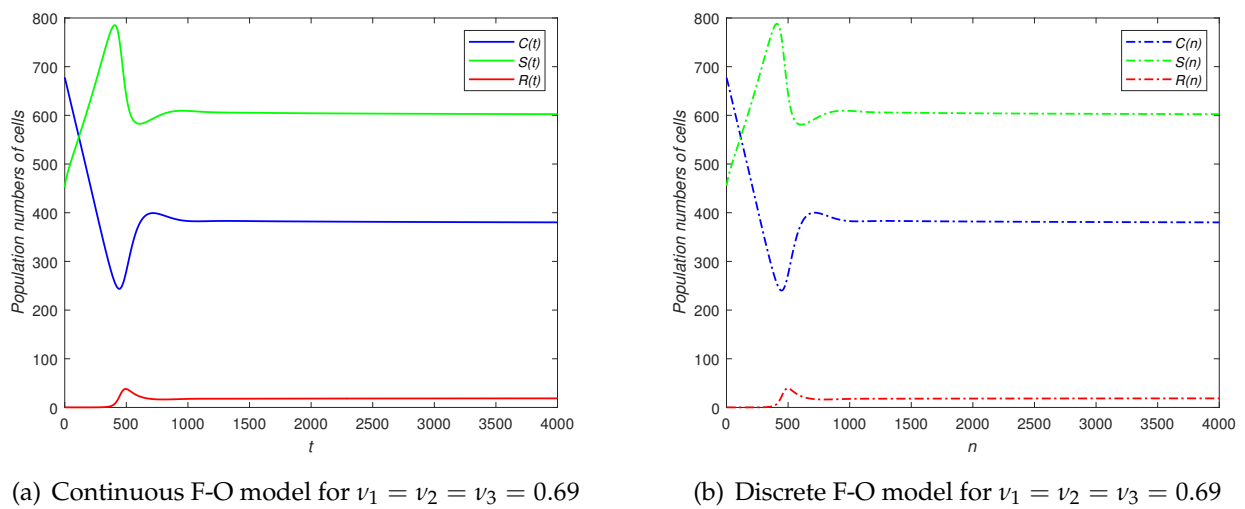 800
700
600
500
400
300
200
100
0
Population numbers of cells
C(t)
S(t)
R(t)
0 500 1000 1500 2000 2500 3000 3500 4000
t
(a) Continuous F-O model for ν₁ = ν₂ = ν₃ = 0.69
800
700
600
500
400
300
200
100
0
Population numbers of cells
C(n)
S(n)
R(n)
0 500 1000 1500 2000 2500 3000 3500 4000
n
(b) Discrete F-O model for ν₁ = ν₂ = ν₃ = 0.69